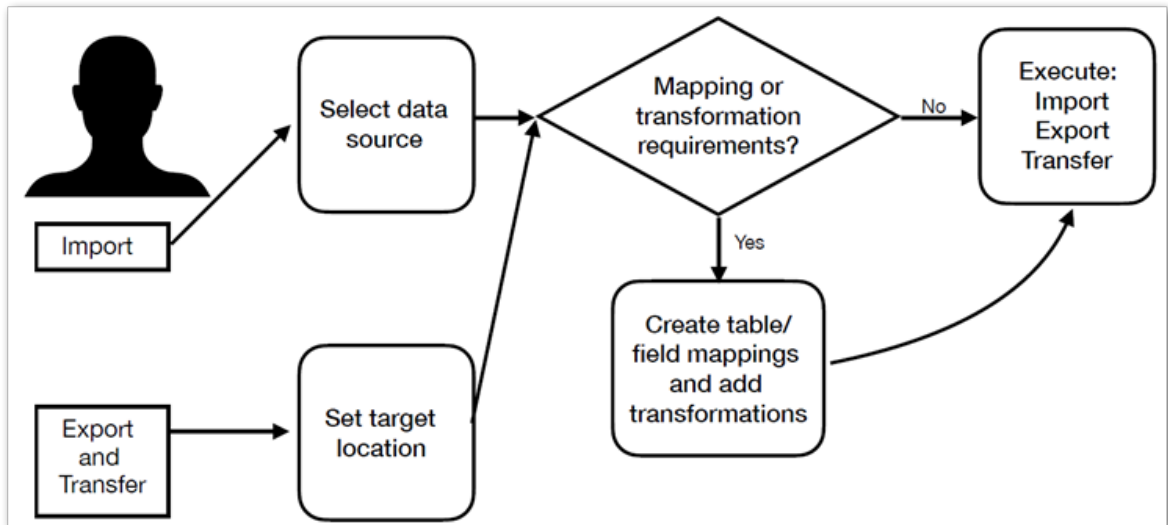 Import
Select data
source
Mapping or
transformation
requirements?
No
Execute:
Import
Export
Transfer
Yes
Create table/
field mappings
and add
transformations
Export
and
Transfer
Set target
location